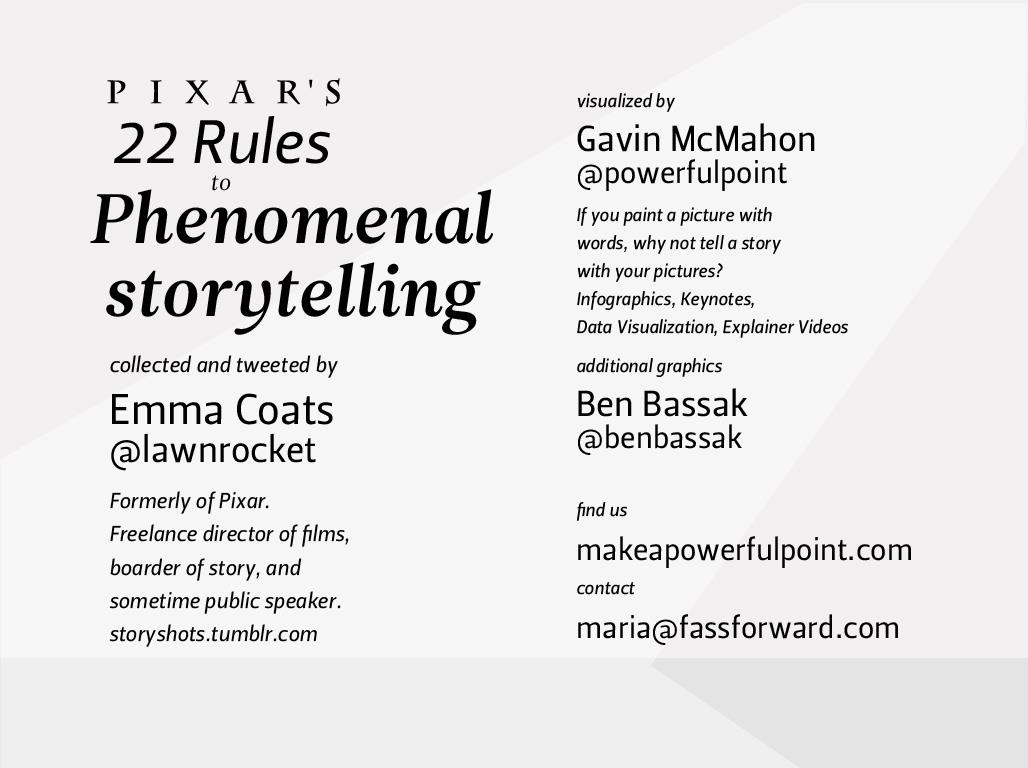 PIXAR'S
22 Rules
to
Phenomenal
storytelling
collected and tweeted by
Emma Coats
@lawnrocket
Formerly of Pixar.
Freelance director of films,
boarder of story, and
sometime public speaker.
storyshots.tumblr.com
visualized by
Gavin McMahon
@powerfulpoint
If you paint a picture with
words, why not tell a story
with your pictures?
Infographics, Keynotes,
Data Visualization, Explainer Videos
additional graphics
Ben Bassak
@benbassak
find us
makeapowerfulpoint.com
contact
maria@fassforward.com